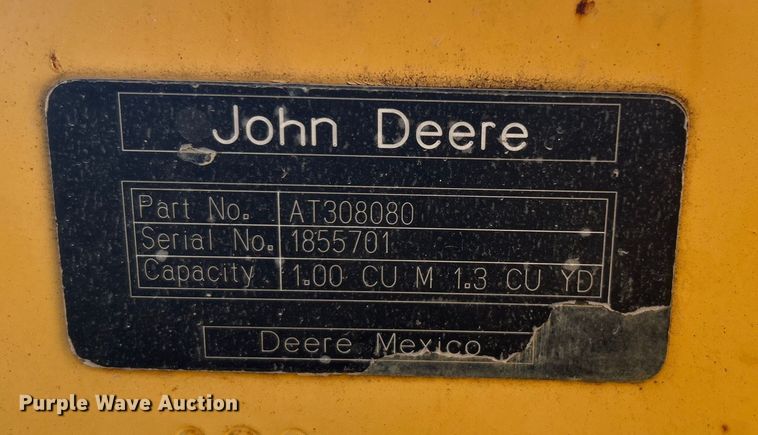 John Deere
Part No. AT308080
Serial No. 1855701
Capacity 1.00 CU M 1.3 CU YD
Deere Mexico
Purple Wave Auction